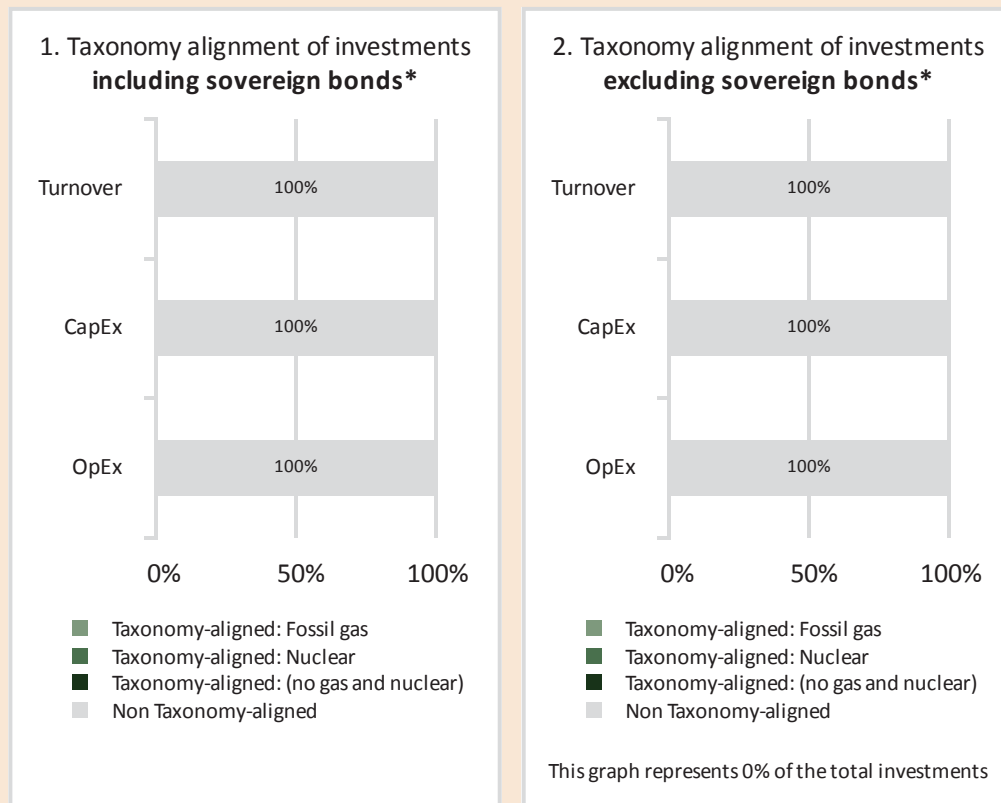 1. Taxonomy alignment of investments
including sovereign bonds*
Turnover
100%
CapEx
100%
OpEx
100%
0% 50% 100%
Taxonomy-aligned: Fossil gas
Taxonomy-aligned: Nuclear
Taxonomy-aligned: (no gas and nuclear)
Non Taxonomy-aligned
2. Taxonomy alignment of investments
excluding sovereign bonds*
Turnover
100%
CapEx
100%
OpEx
100%
0% 50% 100%
Taxonomy-aligned: Fossil gas
Taxonomy-aligned: Nuclear
Taxonomy-aligned: (no gas and nuclear)
Non Taxonomy-aligned
This graph represents 0% of the total investments